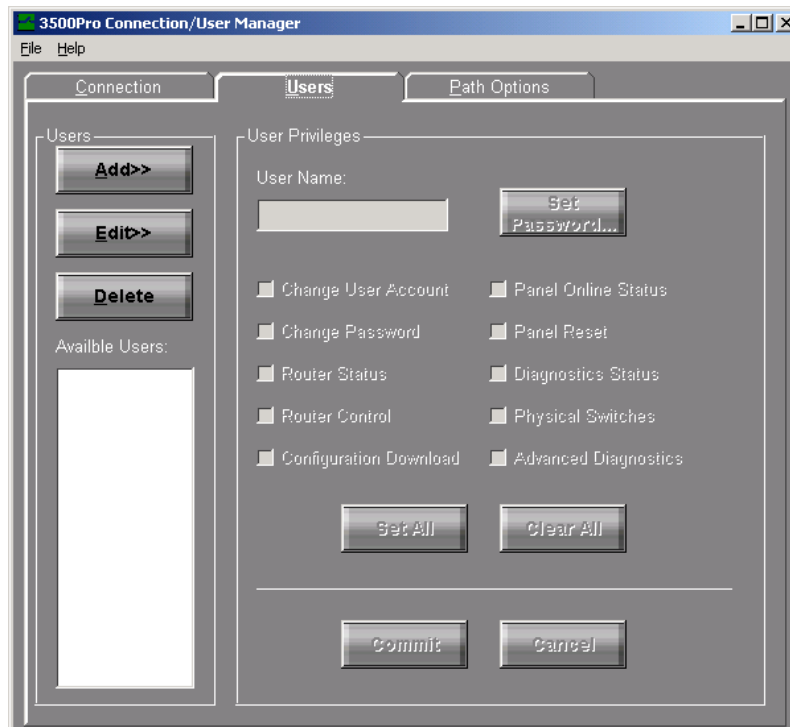 3500Pro Connection/User Manager
File Help
Connection Users Path Options
Users
Add>>
Edit>>
Delete
Availble Users:
User Privileges
User Name:
Set
Password...
Change User Account Panel Online Status
Change Password Panel Reset
Router Status Diagnostics Status
Router Control Physical Switches
Configuration Download Advanced Diagnostics
Set All Clear All
Commit Cancel